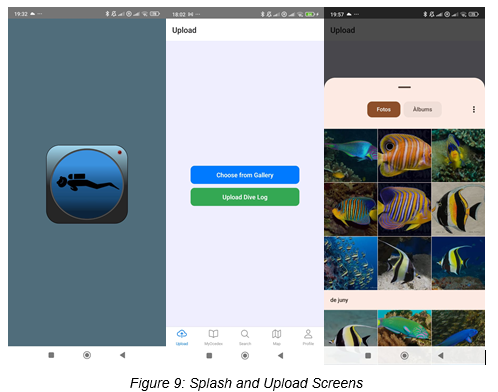 19:32
18:02
19:57
Upload
Upload
Fotos
Àlbums
Choose from Gallery
Upload Dive Log
de juny
Upload
MyGuides
Search
Map
Profile
Figure 9: Splash and Upload Screens